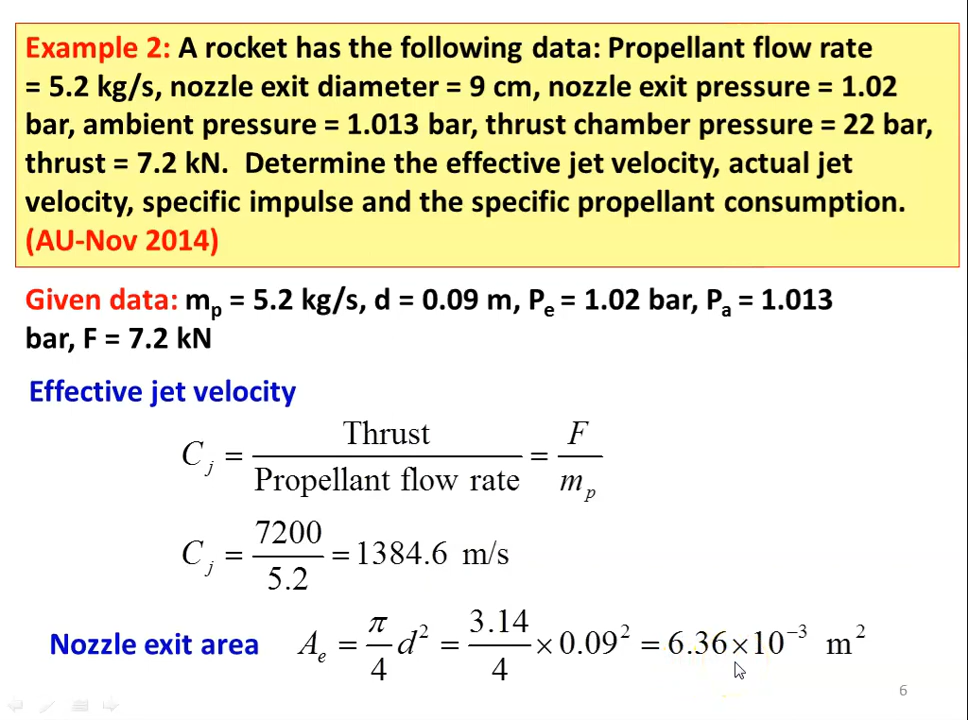 Example 2: A rocket has the following data: Propellant flow rate
= 5.2 kg/s, nozzle exit diameter = 9 cm, nozzle exit pressure = 1.02
bar, ambient pressure = 1.013 bar, thrust chamber pressure = 22 bar,
thrust = 7.2 kN. Determine the effective jet velocity, actual jet
velocity, specific impulse and the specific propellant consumption.
(AU-Nov 2014)
Given data: mp = 5.2 kg/s, d = 0.09 m, Pe = 1.02 bar, Pa = 1.013
bar, F = 7.2 kN
Effective jet velocity
Cj = Thrust / Propellant flow rate = F / mp
Cj = 7200 / 5.2 = 1384.6 m/s
Nozzle exit area Ae = π/4 d² = 3.14/4 × 0.09² = 6.36×10⁻³ m²
6